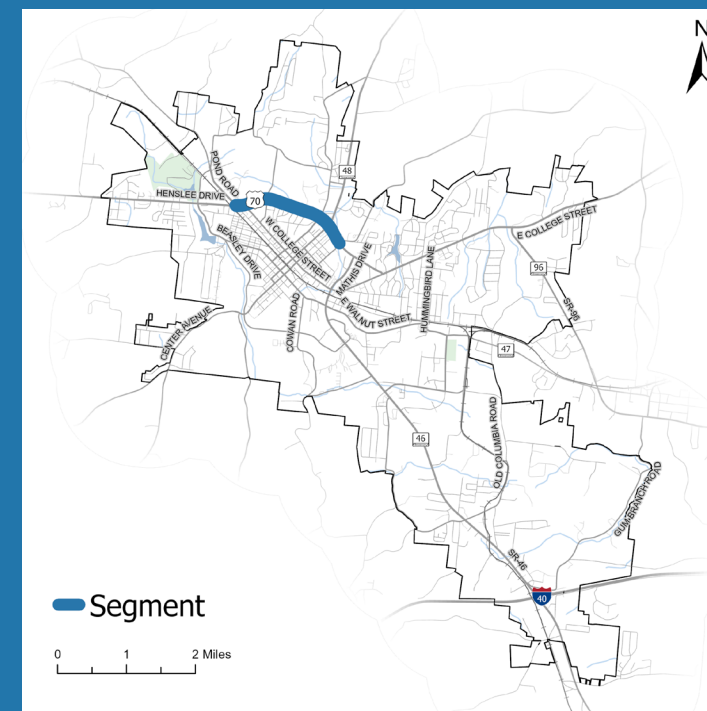 N
48
POND ROAD
HENSLEE DRIVE
70
W COLLEGE STREET
BEASLEY DRIVE
E COLLEGE STREET
MATHIS DRIVE
HUMMINGBIRD LANE
96
SR-96
E WALNUT STREET
COWAN ROAD
CENTER AVENUE
47
OLD COLUMBIA ROAD
46
GUM BRANCH ROAD
SR-46
40
Segment
0 1 2 Miles